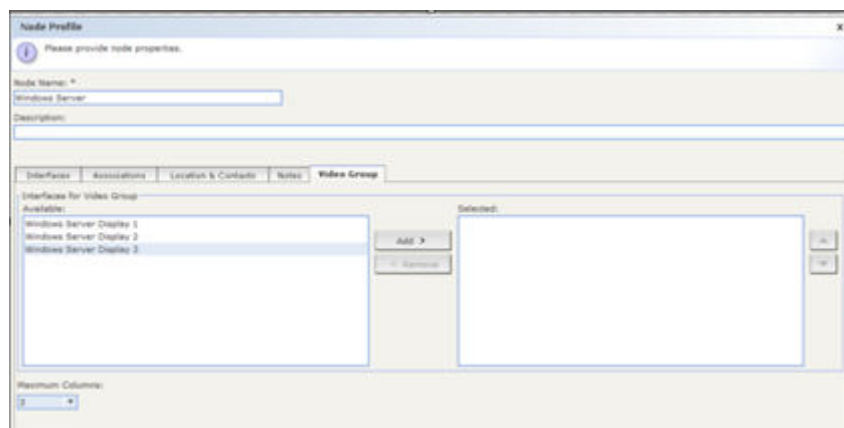 Node Profile
x
Please provide node properties.
Node Name: *
Windows Server
Description:
Interfaces Associations Location & Contacts Notes Video Group
Interfaces for Video Group
Available:
Selected:
Windows Server Display 1
Windows Server Display 2
Windows Server Display 3
Add >
< Remove
Maximum Columns: